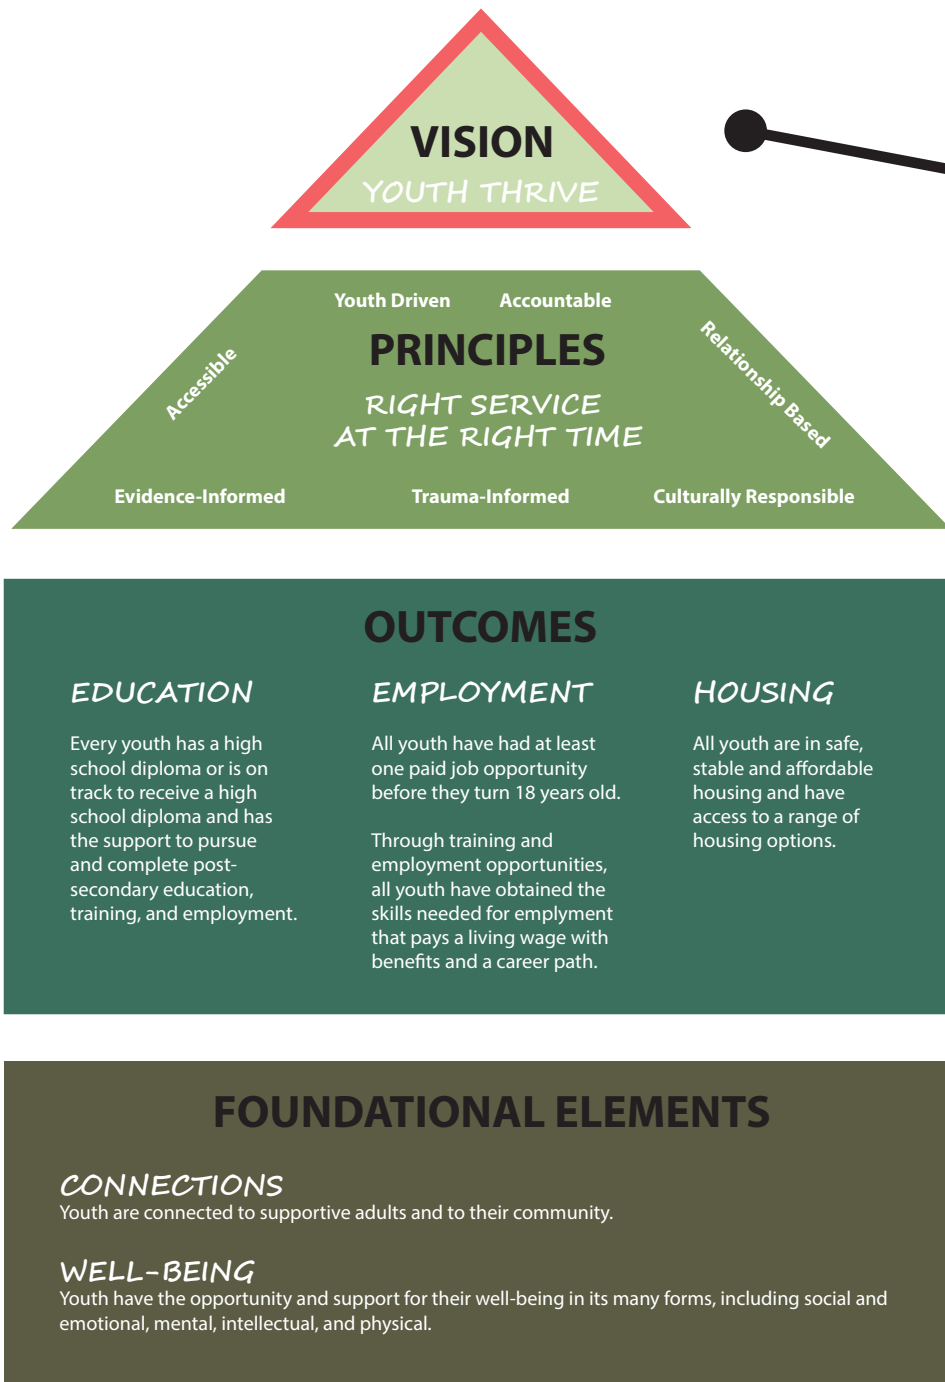 VISION
YOUTH THRIVE
Youth Driven
Accountable
PRINCIPLES
Accessible
Relationship Based
RIGHT SERVICE
AT THE RIGHT TIME
Evidence-Informed
Trauma-Informed
Culturally Responsible
OUTCOMES
EDUCATION
Every youth has a high
school diploma or is on
track to receive a high
school diploma and has
the support to pursue
and complete post-
secondary education,
training, and employment.
EMPLOYMENT
All youth have had at least
one paid job opportunity
before they turn 18 years old.
Through training and
employment opportunities,
all youth have obtained the
skills needed for emplyment
that pays a living wage with
benefits and a career path.
HOUSING
All youth are in safe,
stable and affordable
housing and have
access to a range of
housing options.
FOUNDATIONAL ELEMENTS
CONNECTIONS
Youth are connected to supportive adults and to their community.
WELL-BEING
Youth have the opportunity and support for their well-being in its many forms, including social and
emotional, mental, intellectual, and physical.